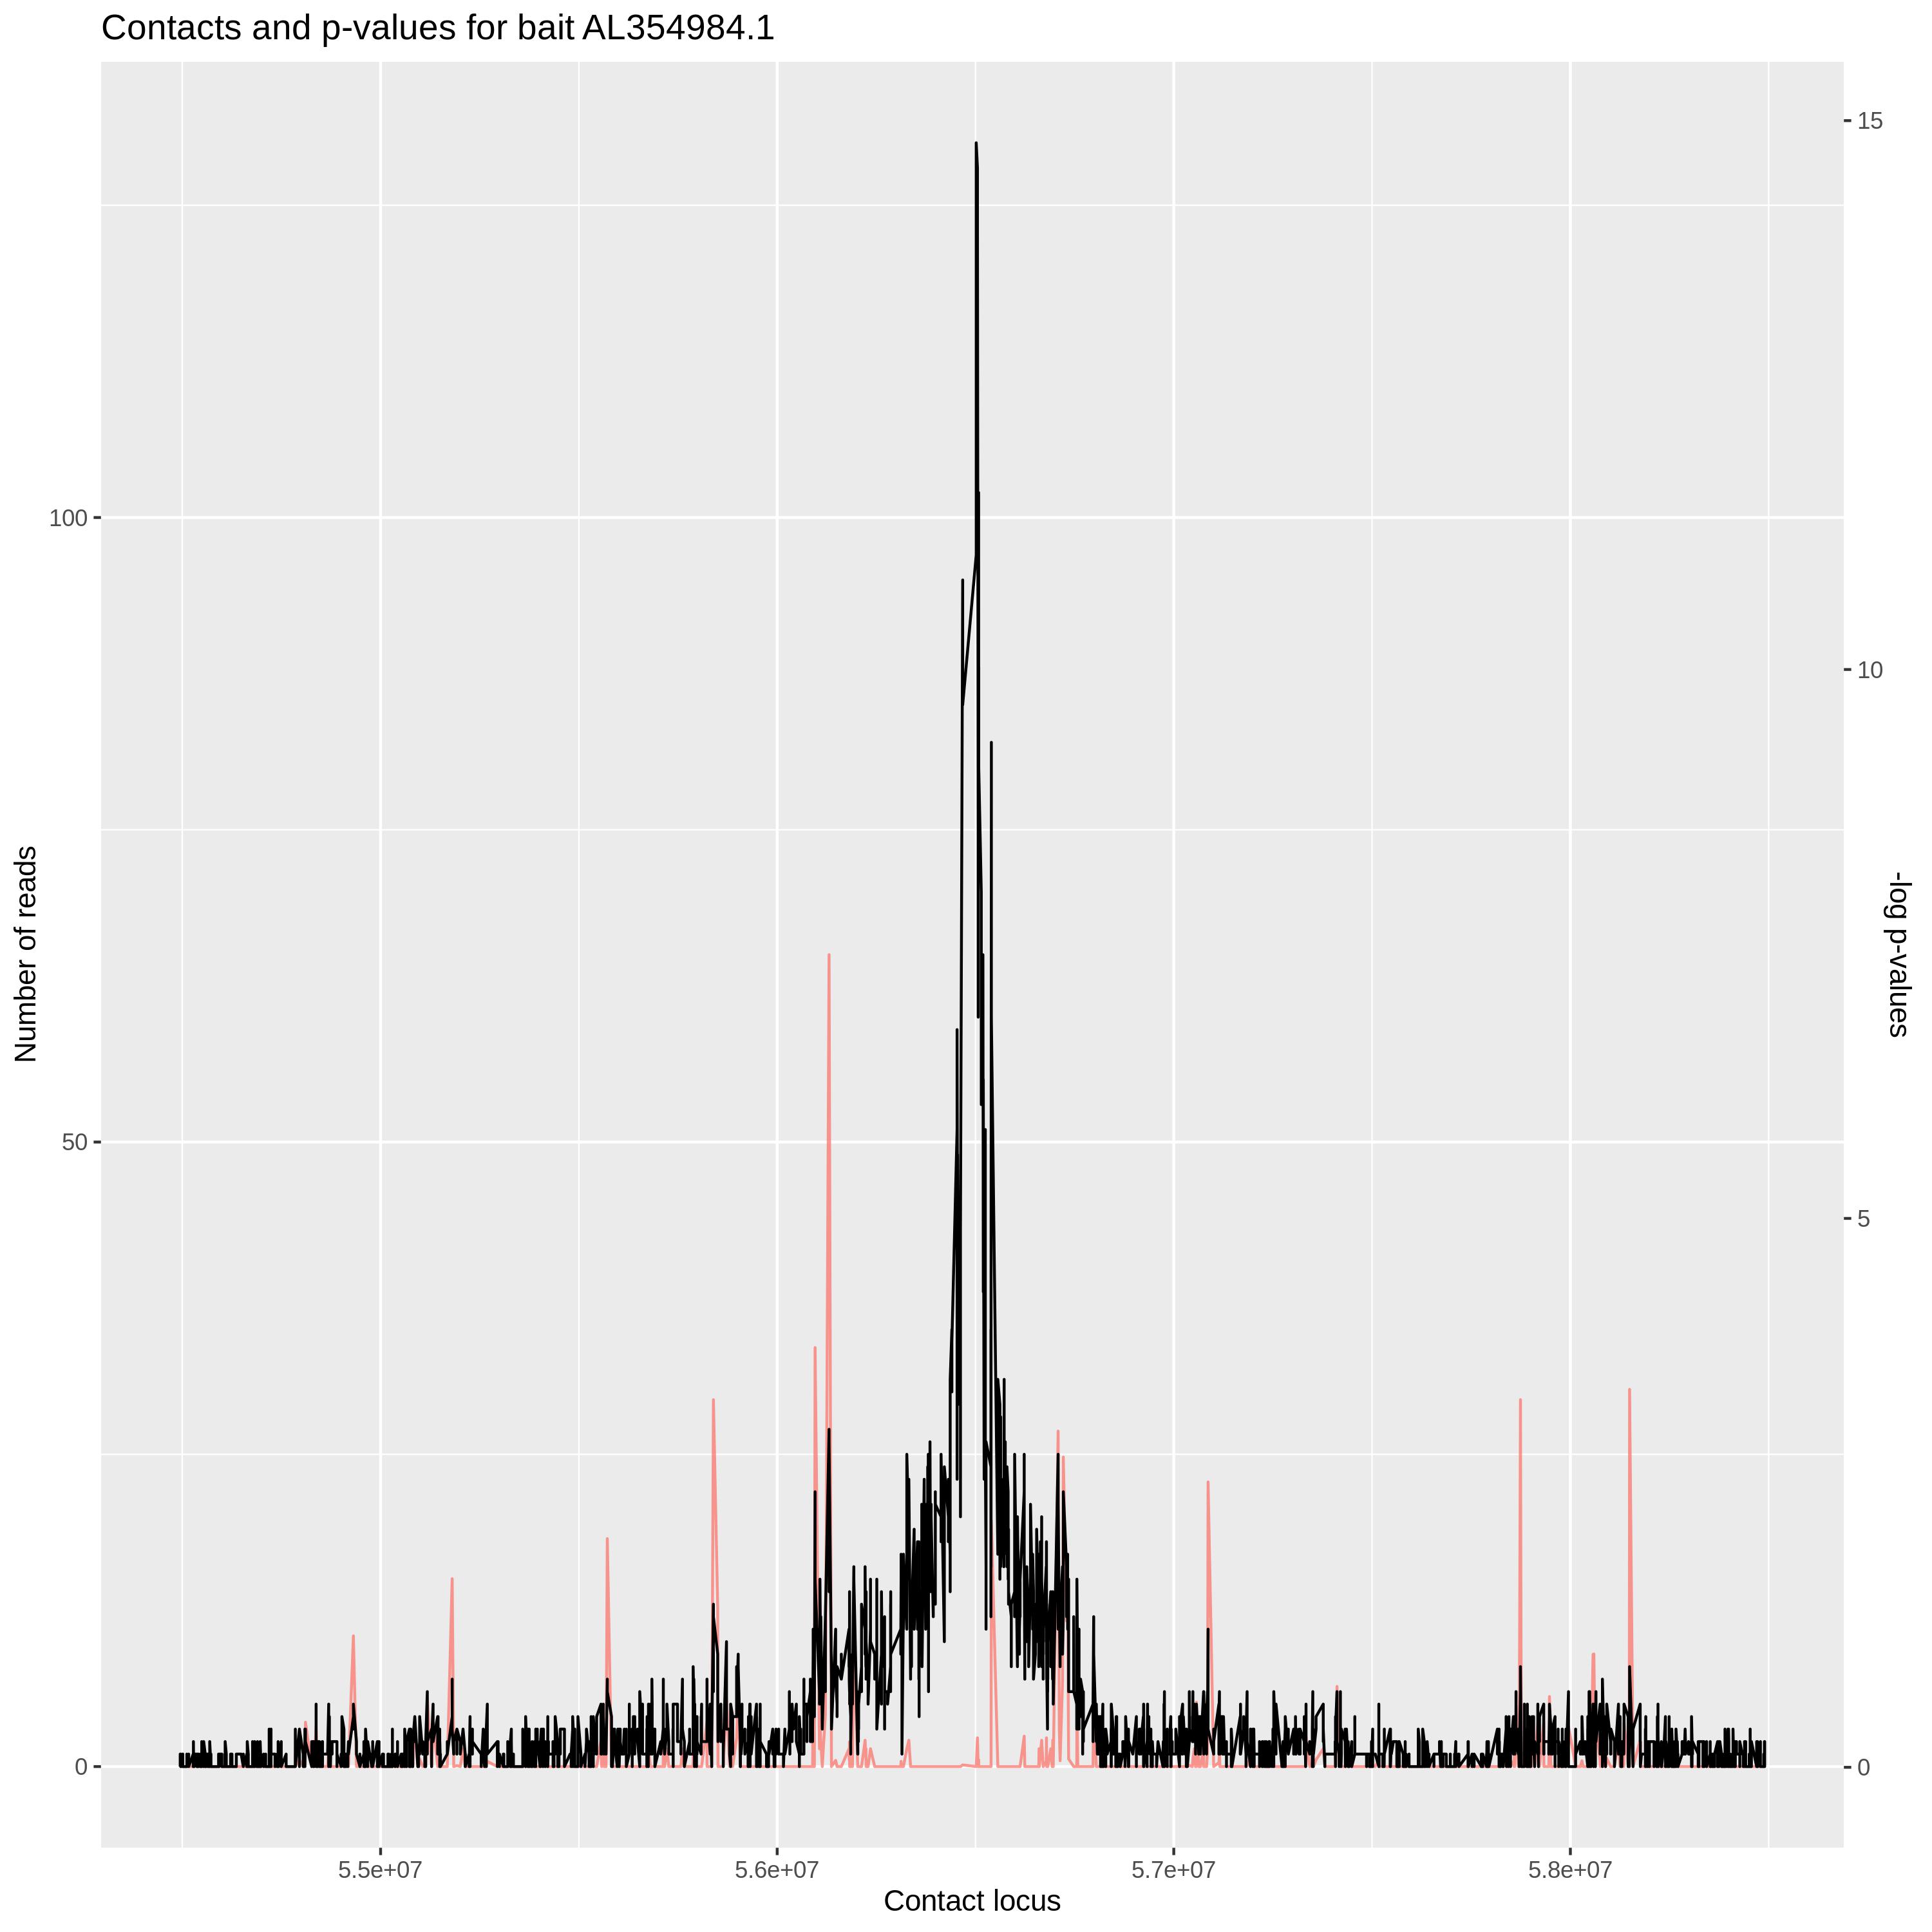 Contacts and p-values for bait AL354984.1
15
100
10
Number of reads
-log p-values
50
5
0
0
5.5e+07
5.6e+07
5.7e+07
5.8e+07
Contact locus